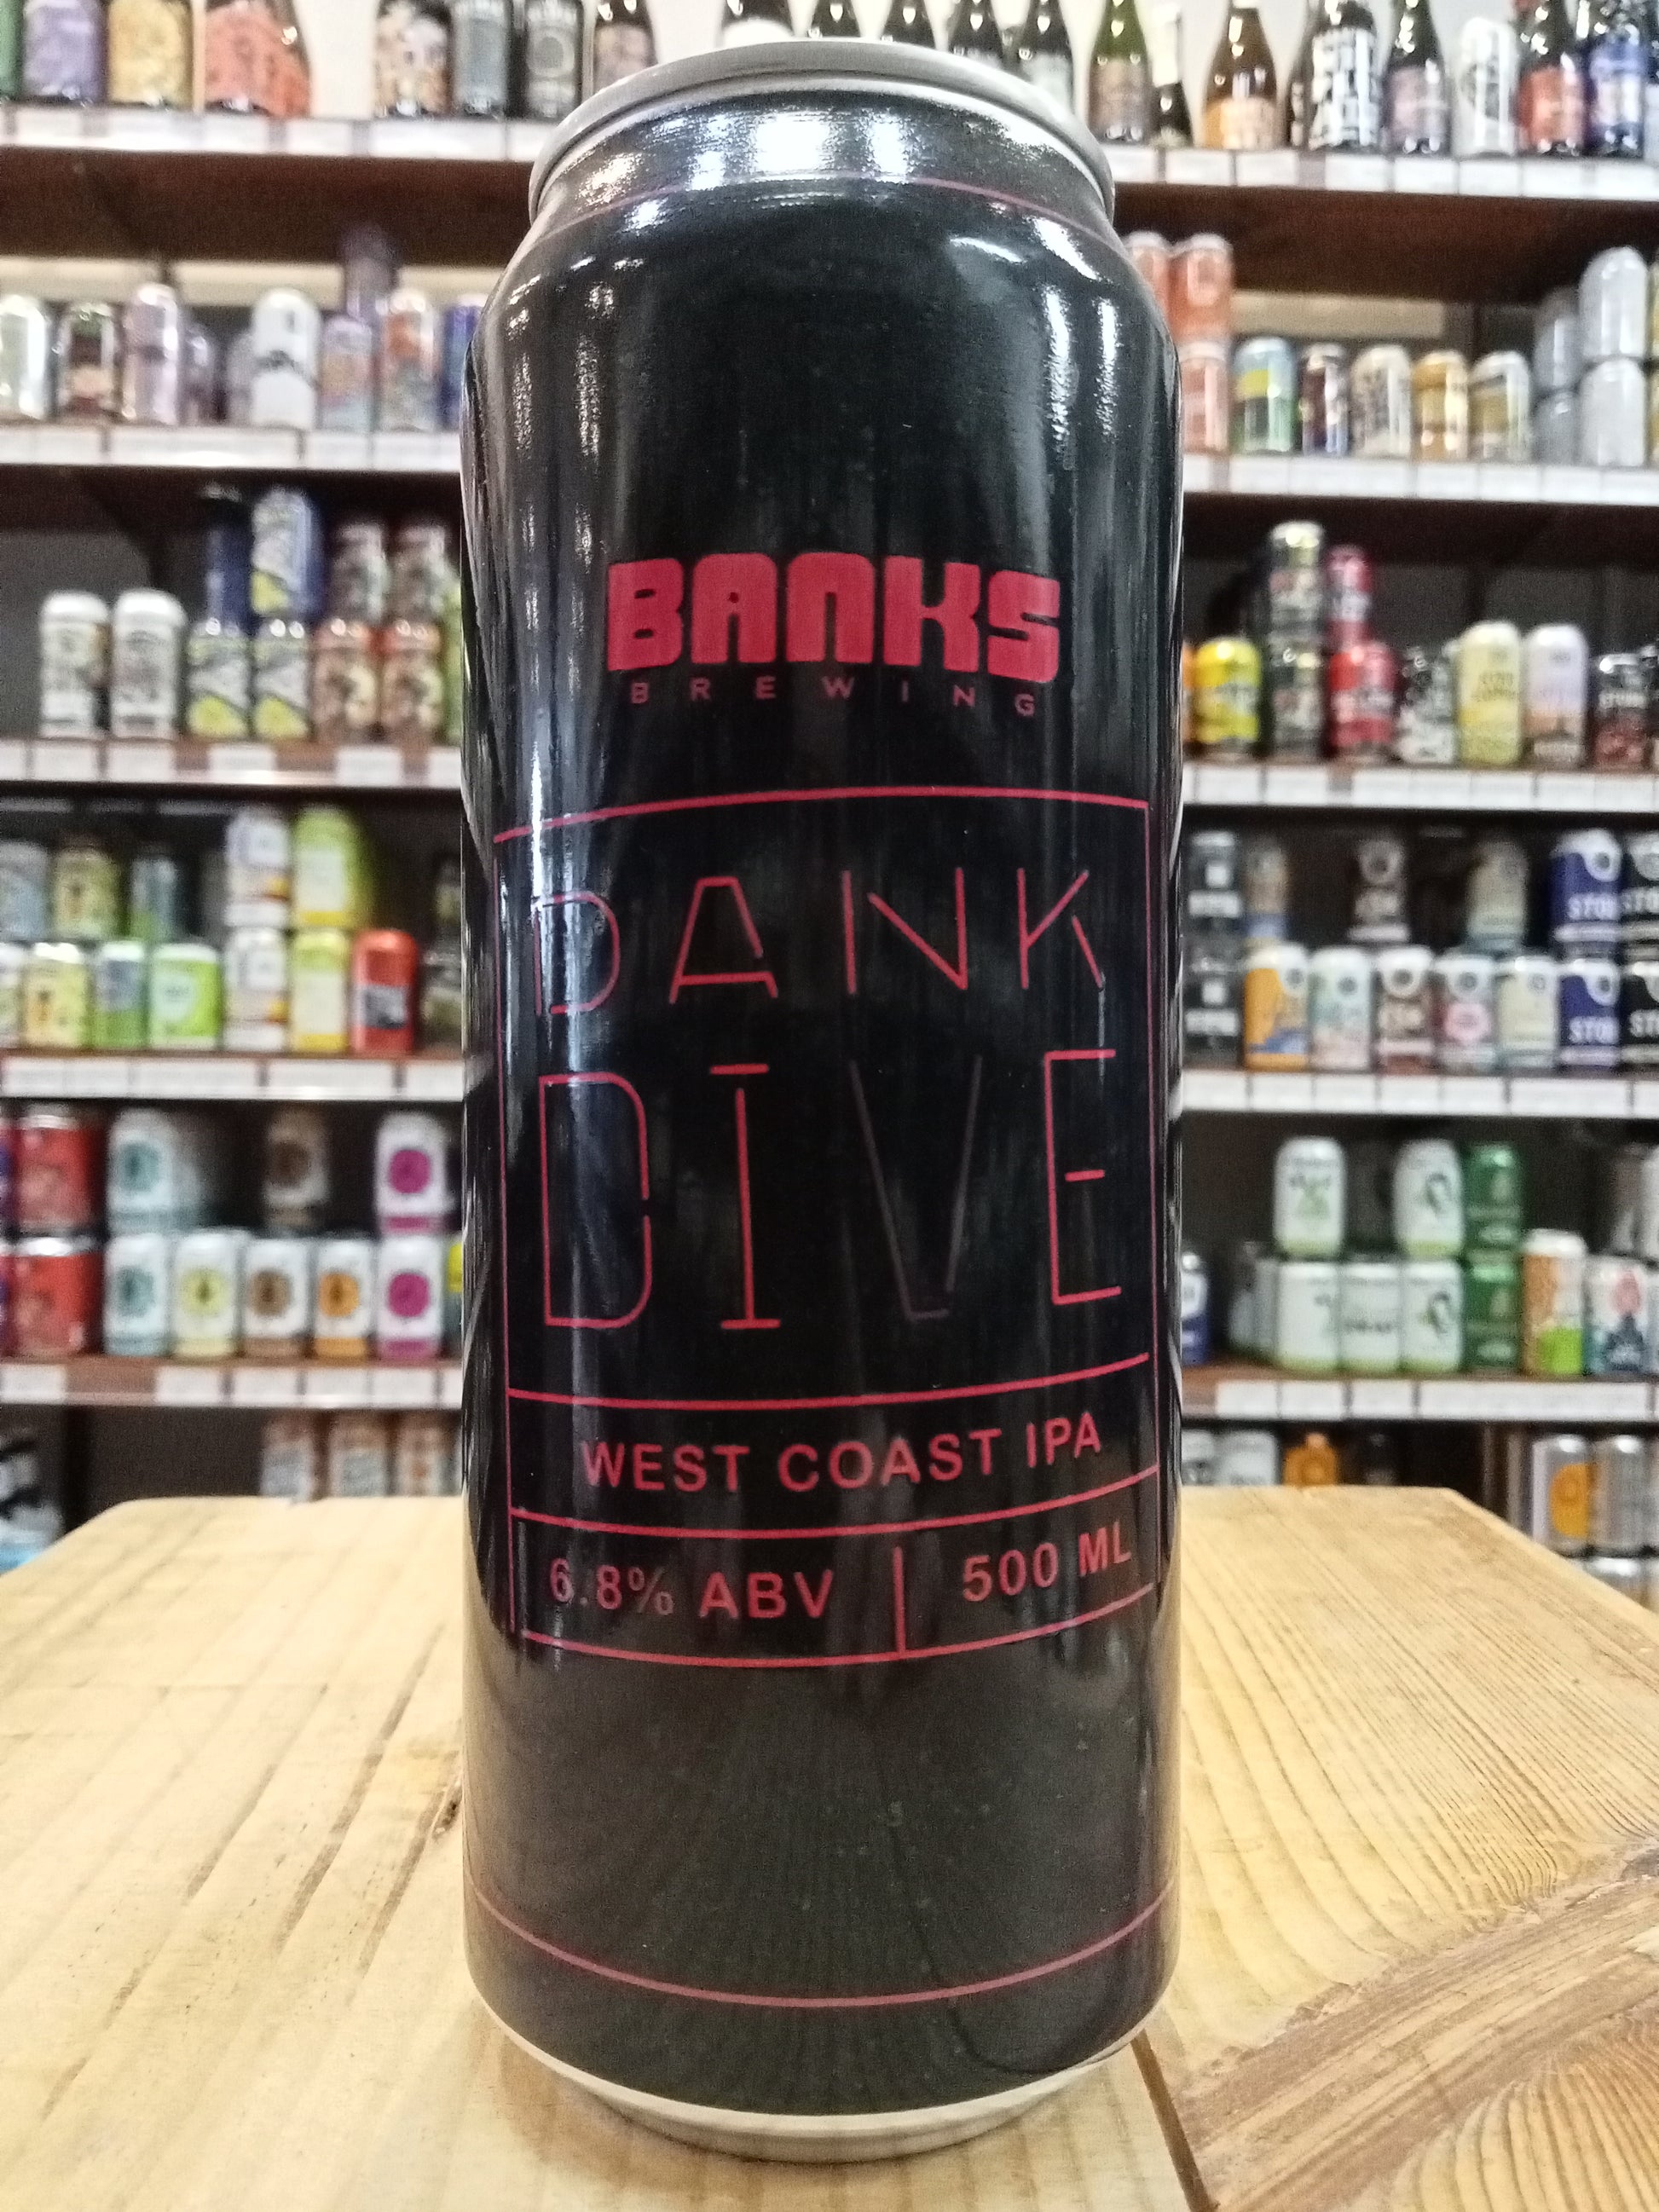 BANKS
BREWING
DANK
DIVE
WEST COAST IPA
6.8% ABV
500 ML